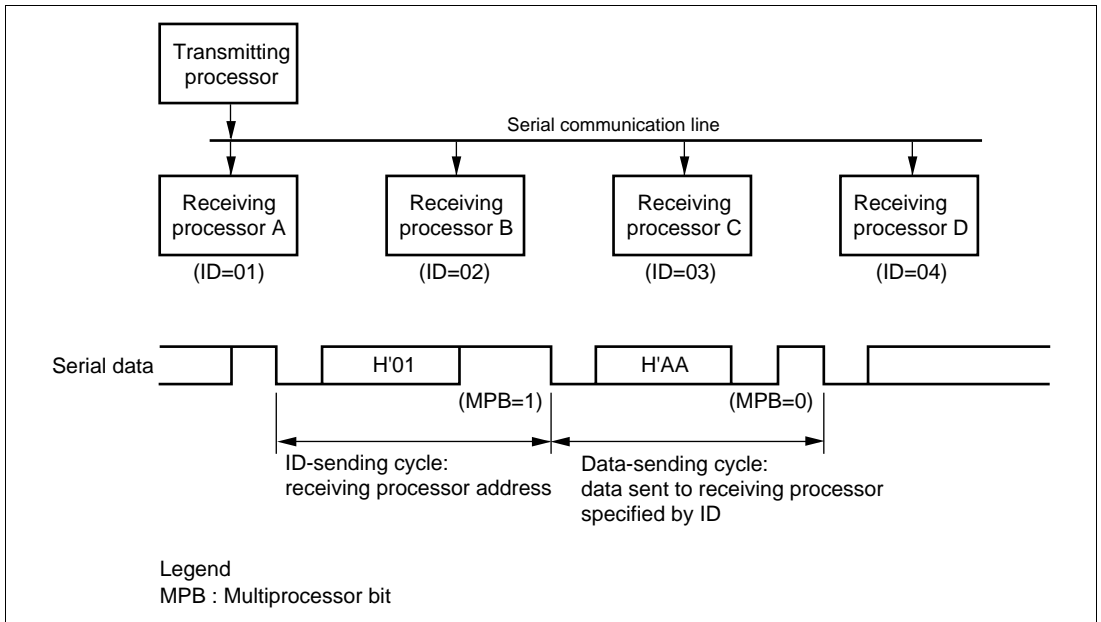 Transmitting
processor
Serial communication line
Receiving
processor A
Receiving
processor B
Receiving
processor C
Receiving
processor D
(ID=01)
(ID=02)
(ID=03)
(ID=04)
Serial data
H'01
H'AA
(MPB=1)
(MPB=0)
ID-sending cycle:
receiving processor address
Data-sending cycle:
data sent to receiving processor
specified by ID
Legend
MPB : Multiprocessor bit